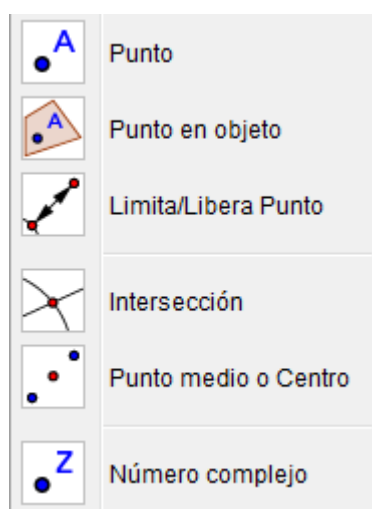 A Punto
A Punto en objeto
Limita/Libera Punto
Intersección
Punto medio o Centro
Z Número complejo